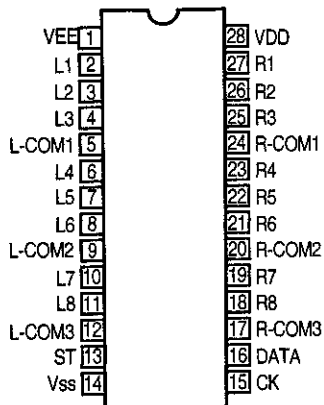 VEE 1 28 VDD
L1 2 27 R1
L2 3 26 R2
L3 4 25 R3
L-COM1 5 24 R-COM1
L4 6 23 R4
L5 7 22 R5
L6 8 21 R6
L-COM2 9 20 R-COM2
L7 10 19 R7
L8 11 18 R8
L-COM3 12 17 R-COM3
ST 13 16 DATA
Vss 14 15 CK